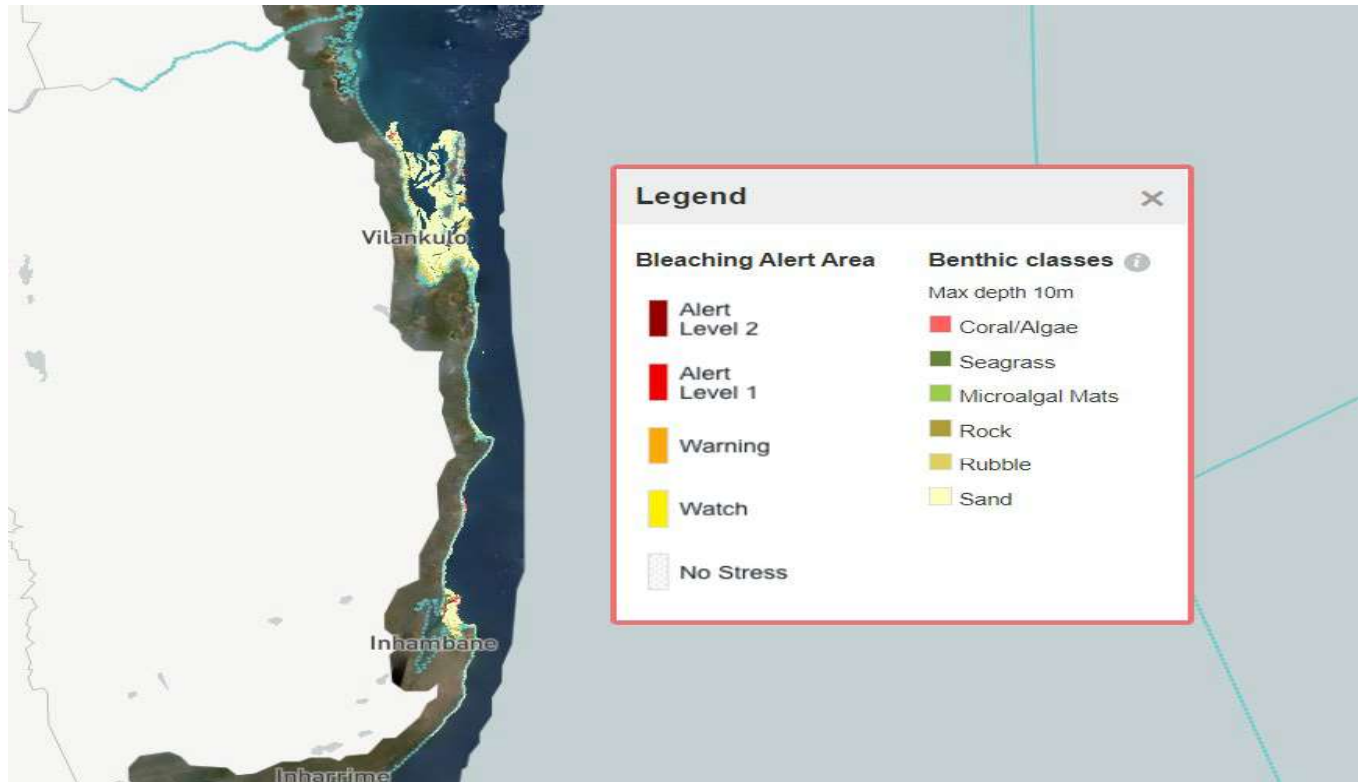 Vilankulo
Inhambane
Inharrime
Legend
Bleaching Alert Area
Alert
Level 2
Alert
Level 1
Warning
Watch
No Stress
Benthic classes
Max depth 10m
Coral/Algae
Seagrass
Microalgal Mats
Rock
Rubble
Sand